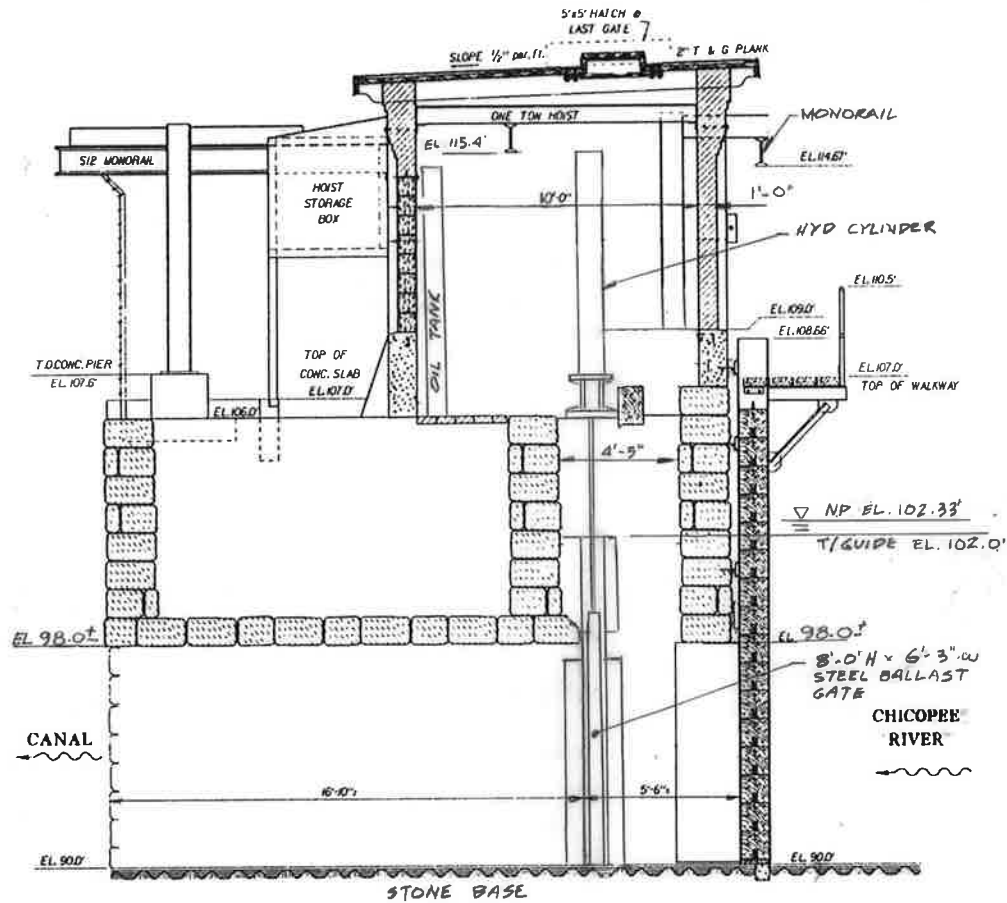 5'x5' HATCH @
LAST GATE
SLOPE 1/2" per. ft.
2" T & G PLANK
ONE TON HOIST
MONORAIL
EL. 115.4'
S12 MONORAIL
EL. 114.67'
HOIST
STORAGE
BOX
10'-0"
1'-0"
HYD CYLINDER
OIL TANK
EL. 110.5'
EL. 109.0'
EL. 108.66'
T.O.CONC. PIER
EL. 107.6'
TOP OF
CONC. SLAB
EL. 107.0'
EL. 107.0'
TOP OF WALKWAY
EL. 106.0'
4'-5"
NP EL. 102.33'
T/GUIDE EL. 102.0'
EL 98.0±
EL. 98.0±
8'-0" H x 6'-3" W
STEEL BALLAST
GATE
CANAL
CHICOPEE
RIVER
16'-10"±
5'-6"±
EL. 90.0'
EL. 90.0'
STONE BASE